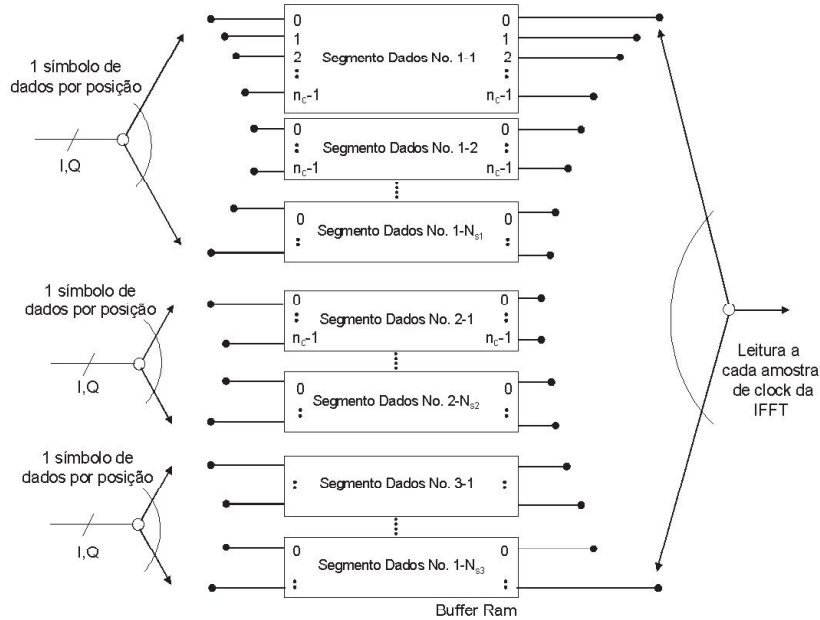 1 símbolo de
dados por posição
I,Q
0 0
1 1
2 Segmento Dados No. 1-1 2
: :
n_c-1 n_c-1
0 0
: Segmento Dados No. 1-2 :
n_c-1 n_c-1
0 Segmento Dados No. 1-N_s1 0
: :
1 símbolo de
dados por posição
I,Q
0 0
: Segmento Dados No. 2-1 :
n_c-1 n_c-1
0 Segmento Dados No. 2-N_s2 0
: :
1 símbolo de
dados por posição
I,Q
: Segmento Dados No. 3-1 :
0 0
Segmento Dados No. 1-N_s3
: :
Buffer Ram
Leitura a
cada amostra
de clock da
IFFT